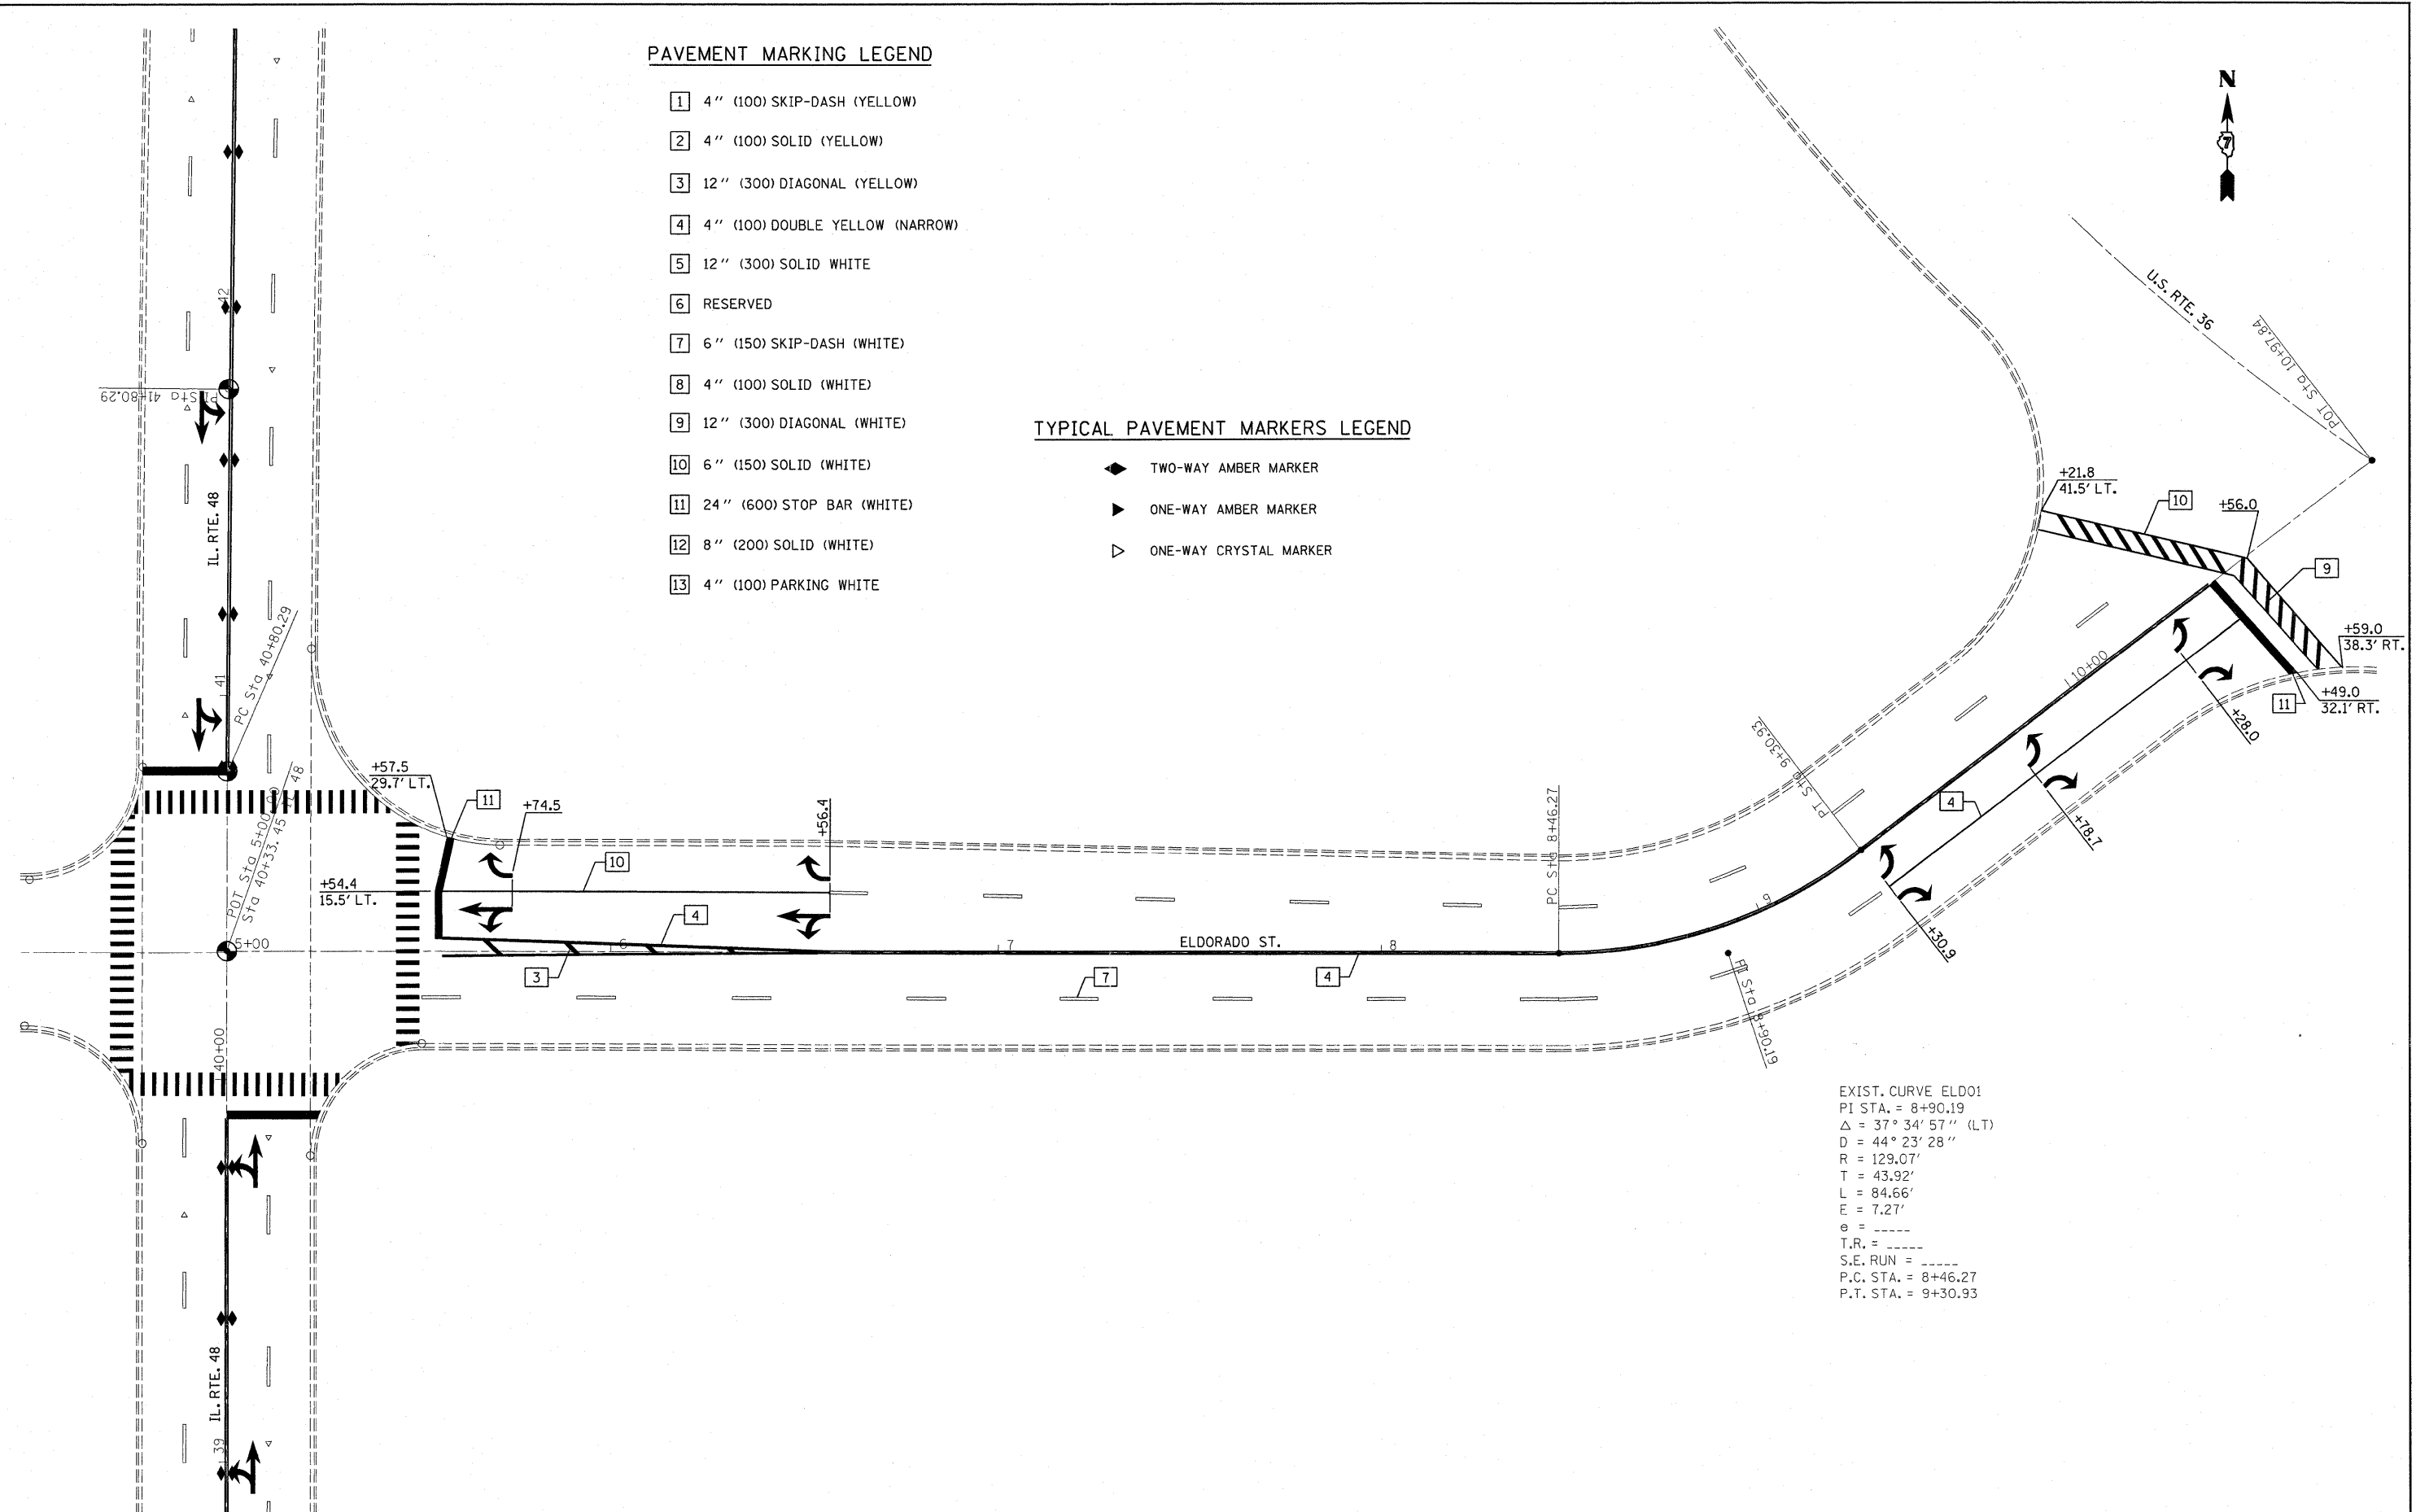 PAVEMENT MARKING LEGEND
1 4" (100) SKIP-DASH (YELLOW)
2 4" (100) SOLID (YELLOW)
3 12" (300) DIAGONAL (YELLOW)
4 4" (100) DOUBLE YELLOW (NARROW)
5 12" (300) SOLID WHITE
6 RESERVED
7 6" (150) SKIP-DASH (WHITE)
8 4" (100) SOLID (WHITE)
9 12" (300) DIAGONAL (WHITE)
10 6" (150) SOLID (WHITE)
11 24" (600) STOP BAR (WHITE)
12 8" (200) SOLID (WHITE)
13 4" (100) PARKING WHITE
TYPICAL PAVEMENT MARKERS LEGEND
TWO-WAY AMBER MARKER
ONE-WAY AMBER MARKER
ONE-WAY CRYSTAL MARKER
N
7
U.S. RTE. 36
POT Sta 10+97.84
+21.8
41.5' LT.
10
+56.0
9
+59.0
38.3' RT.
+49.0
32.1' RT.
11
+28.0
+78.7
+30.9
10+00
4
PT Sta 9+30.93
9
PC Sta 8+46.27
PI Sta 8+90.19
42
PI Sta 41+80.29
IL. RTE. 48
41
PC Sta 40+80.29
POT Sta 5+00.00
Sta 40+33.45 IL 48
5+00
40+00
+57.5
29.7' LT.
11
+74.5
+56.4
+54.4
15.5' LT.
10
4
6
7
8
ELDORADO ST.
3
7
4
IL. RTE. 48
39
EXIST. CURVE ELD01
PI STA. = 8+90.19
Δ = 37° 34' 57" (LT)
D = 44° 23' 28"
R = 129.07'
T = 43.92'
L = 84.66'
E = 7.27'
e = _____
T.R. = _____
S.E. RUN = _____
P.C. STA. = 8+46.27
P.T. STA. = 9+30.93